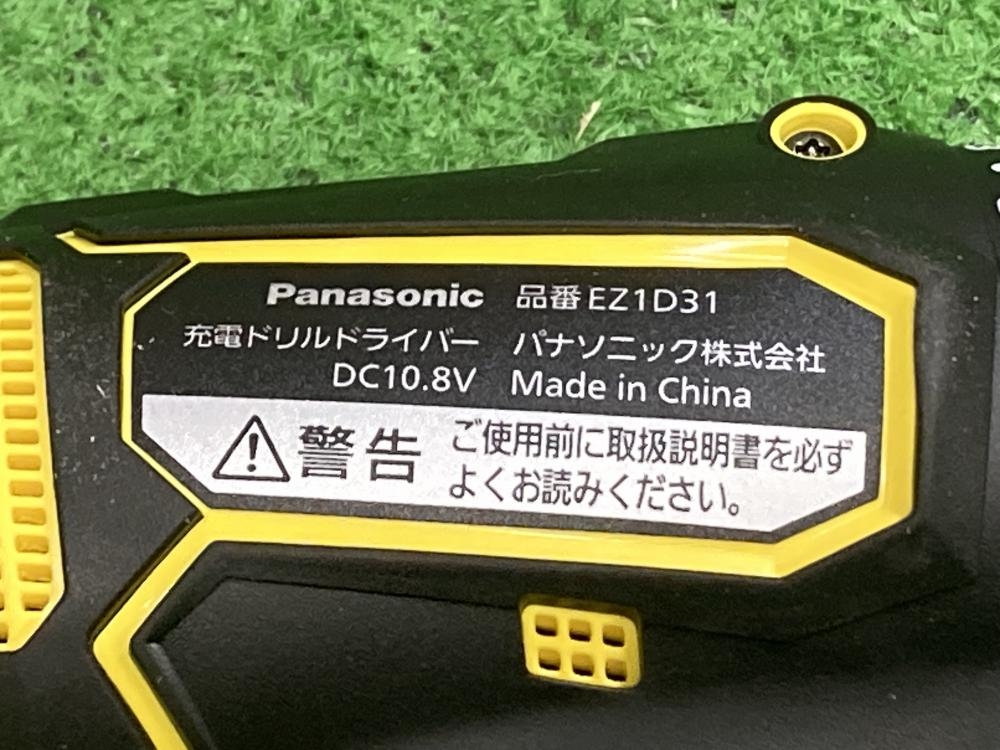 Panasonic 品番 EZ1D31
充電ドリルドライバー パナソニック株式会社
DC10.8V Made in China
警告 ご使用前に取扱説明書を必ず
よくお読みください。